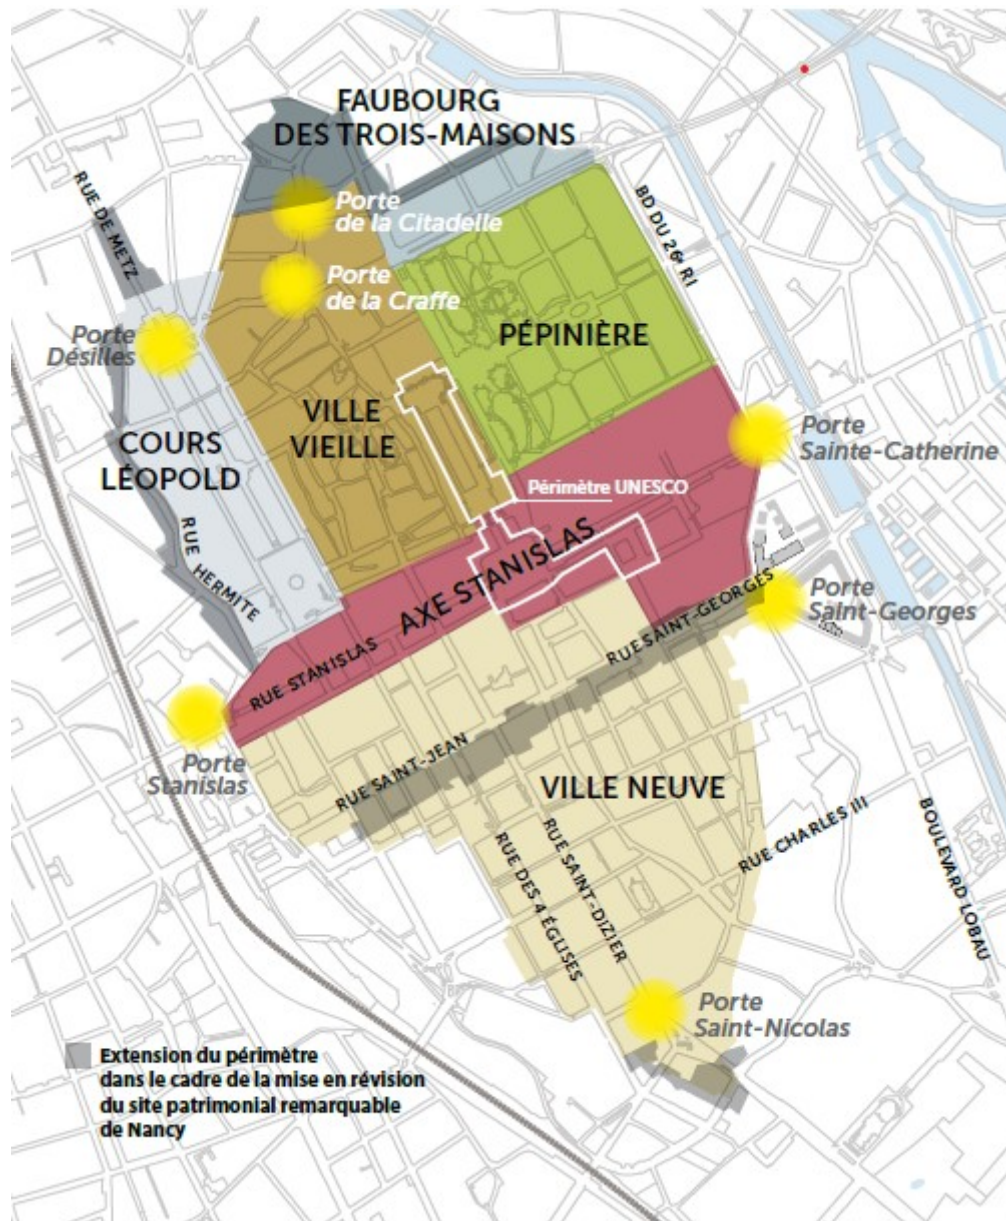 FAUBOURG
DES TROIS-MAISONS
RUE DE METZ
Porte
de la Citadelle
BD DU 26e RI
Porte
de la Craffe
Porte
Désilles
PÉPINIÈRE
VILLE
VIEILLE
COURS
LÉOPOLD
Porte
Sainte-Catherine
Périmètre UNESCO
RUE HERMITE
AXE STANISLAS
RUE STANISLAS
RUE SAINT-GEORGES
Porte
Saint-Georges
Porte
Stanislas
RUE SAINT-JEAN
VILLE NEUVE
RUE CHARLES III
RUE DES 4 ÉGLISES
RUE SAINT-DIZIER
BOULEVARD LOBAU
Porte
Saint-Nicolas
Extension du périmètre
dans le cadre de la mise en révision
du site patrimonial remarquable
de Nancy